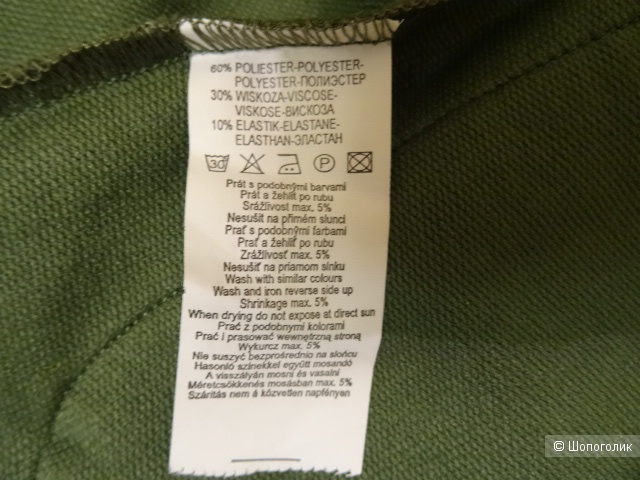 60% POLIESTER-POLYESTER-
POLYESTER-ПОЛИЭСТЕР
30% WISKOZA-VISCOSE-
VISKOSE-ВИСКОЗА
10% ELASTIK-ELASTANE-
ELASTHAN-ЭЛАСТАН
30 P
Prát s podobnými barvami
Prát a žehlit po rubu
Srážlivost max. 5%
Nesušit na přímém slunci
Prať s podobnými farbami
Prať a žehliť po rubu
Zrážlivosť max. 5%
Nesušiť na priamom slnku
Wash with similar colours
Wash and iron reverse side up
Shrinkage max. 5%
When drying do not expose at direct sun
Prać z podobnymi kolorami
Prać i prasować wewnętrzną stroną
Wykurcz max. 5%
Nie suszyć bezprośrednio na słońcu
Hasonló színekkel együtt mosandó
A visszályán mosni és vasalni
Méretcsökkenés mosásban max. 5%
Szárítás nem á közvetlen napfényen
© Шопоголик